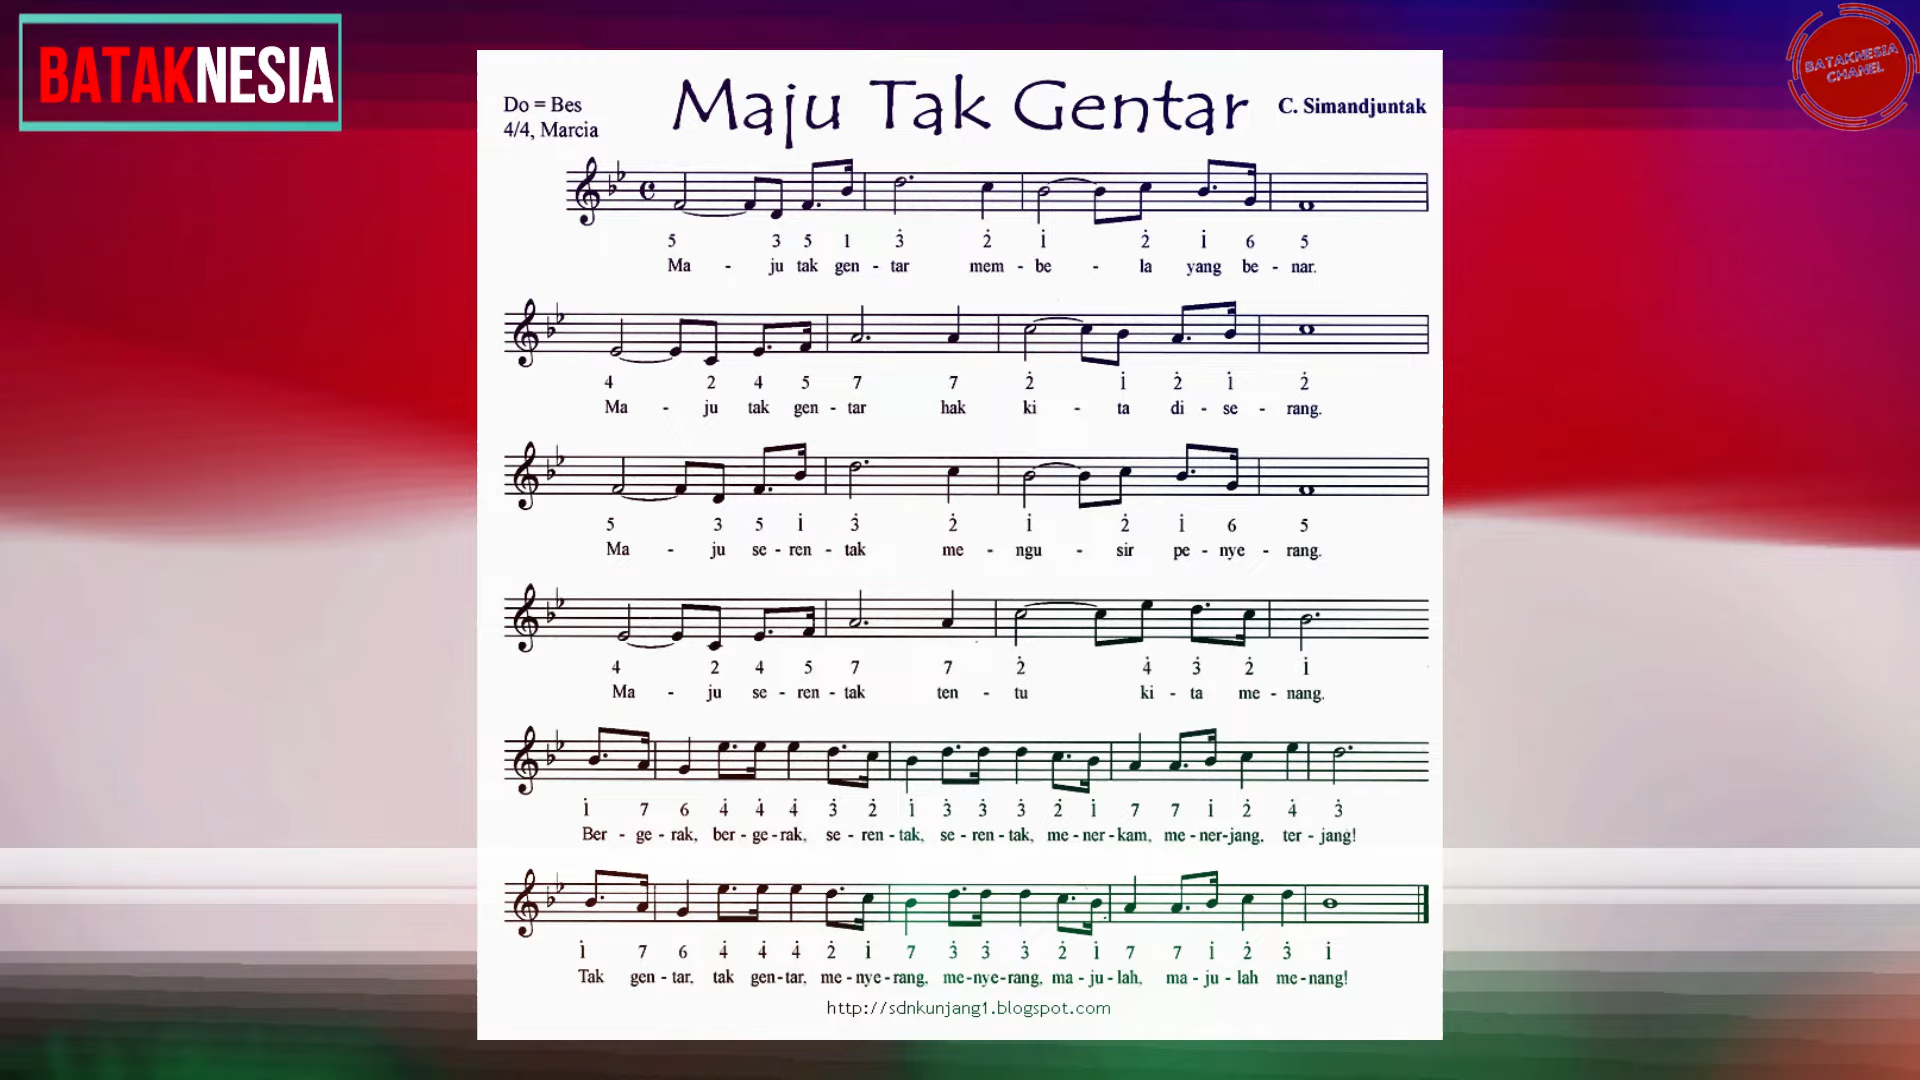 BATAKNESIA
BATAKNESIA
CHANEL
Maju Tak Gentar
Do = Bes
4/4, Marcia
C. Simandjuntak
5 3 5 1 3̇ 2̇ 1̇ 2̇ 1̇ 6 5
Ma - ju tak gen - tar mem - be - la yang be - nar.
4 2 4 5 7 7 2̇ 1̇ 2̇ 1̇ 2̇
Ma - ju tak gen - tar hak ki - ta di - se - rang.
5 3 5 1̇ 3̇ 2̇ 1̇ 2̇ 1̇ 6 5
Ma - ju se - ren - tak me - ngu - sir pe - nye - rang.
4 2 4 5 7 7 2̇ 4̇ 3̇ 2̇ 1̇
Ma - ju se - ren - tak ten - tu ki - ta me - nang.
1̇ 7 6 4̇ 4̇ 4̇ 3̇ 2̇ 1̇ 3̇ 3̇ 3̇ 2̇ 1̇ 7 7 1̇ 2̇ 4̇ 3̇
Ber - ge - rak, ber - ge - rak, se - ren - tak, se - ren - tak, me - ner - kam, me - ner - jang, ter - jang!
1̇ 7 6 4̇ 4̇ 4̇ 2̇ 1̇ 7 3̇ 3̇ 3̇ 2̇ 1̇ 7 7 1̇ 2̇ 3̇ 1̇
Tak gen - tar, tak gen - tar, me - nye - rang, me - nye - rang, ma - ju - lah, ma - ju - lah me - nang!
http://sdnkunjang1.blogspot.com